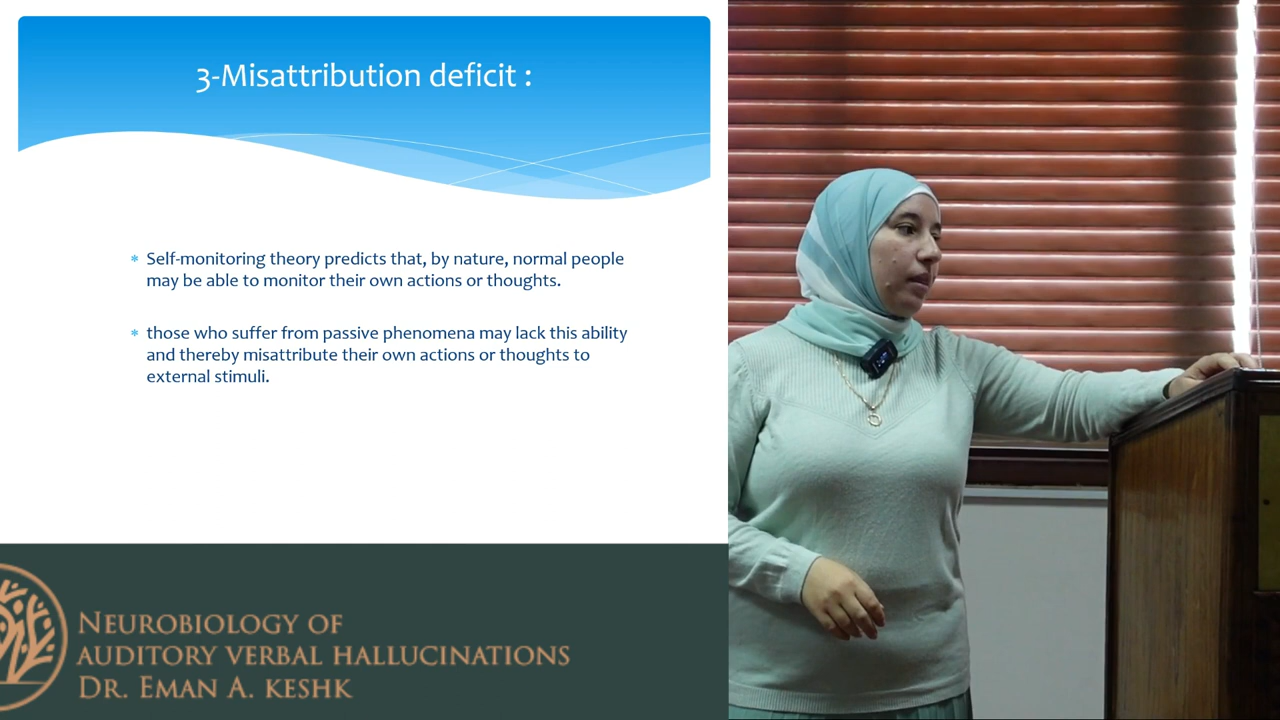 3-Misattribution deficit :
Self-monitoring theory predicts that, by nature, normal people
may be able to monitor their own actions or thoughts.
those who suffer from passive phenomena may lack this ability
and thereby misattribute their own actions or thoughts to
external stimuli.
Neurobiology of
auditory verbal hallucinations
Dr. Eman A. Keshk